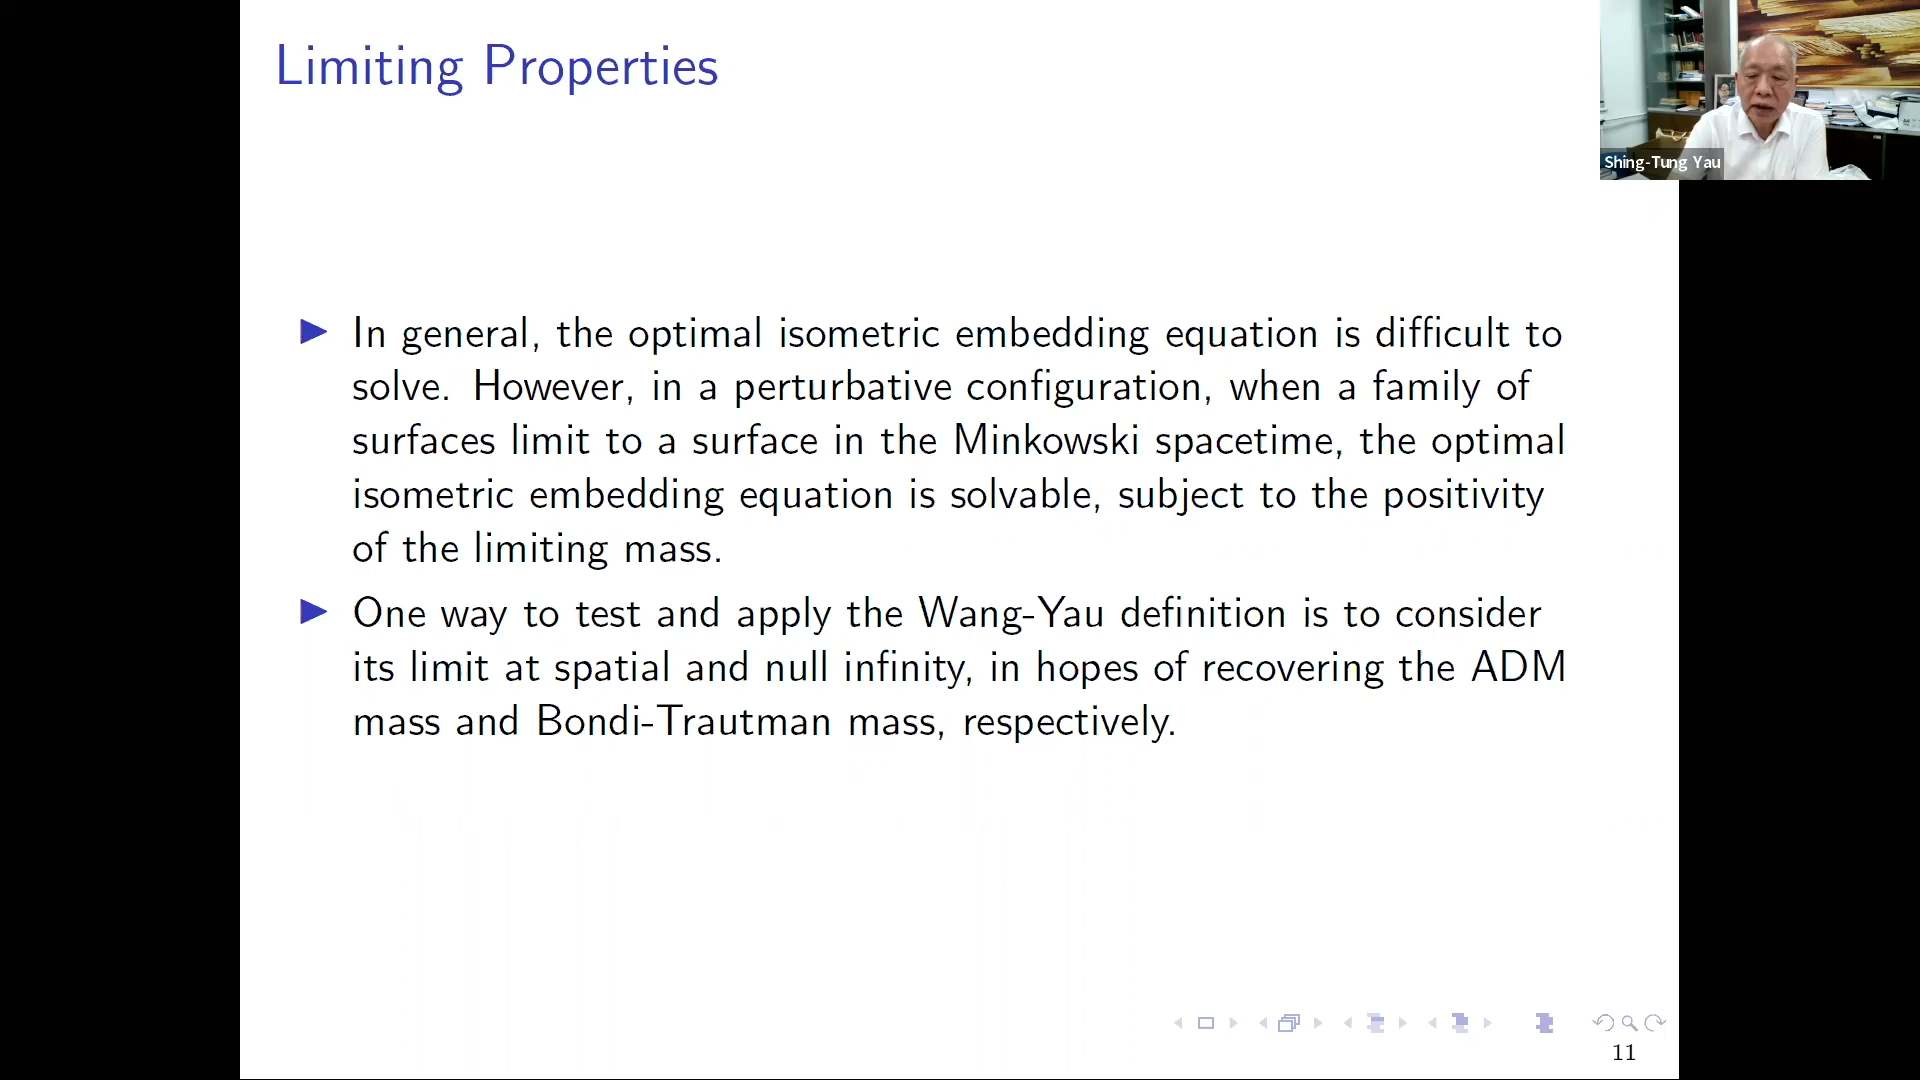 Limiting Properties
Shing-Tung Yau
In general, the optimal isometric embedding equation is difficult to
solve. However, in a perturbative configuration, when a family of
surfaces limit to a surface in the Minkowski spacetime, the optimal
isometric embedding equation is solvable, subject to the positivity
of the limiting mass.
One way to test and apply the Wang-Yau definition is to consider
its limit at spatial and null infinity, in hopes of recovering the ADM
mass and Bondi-Trautman mass, respectively.
11